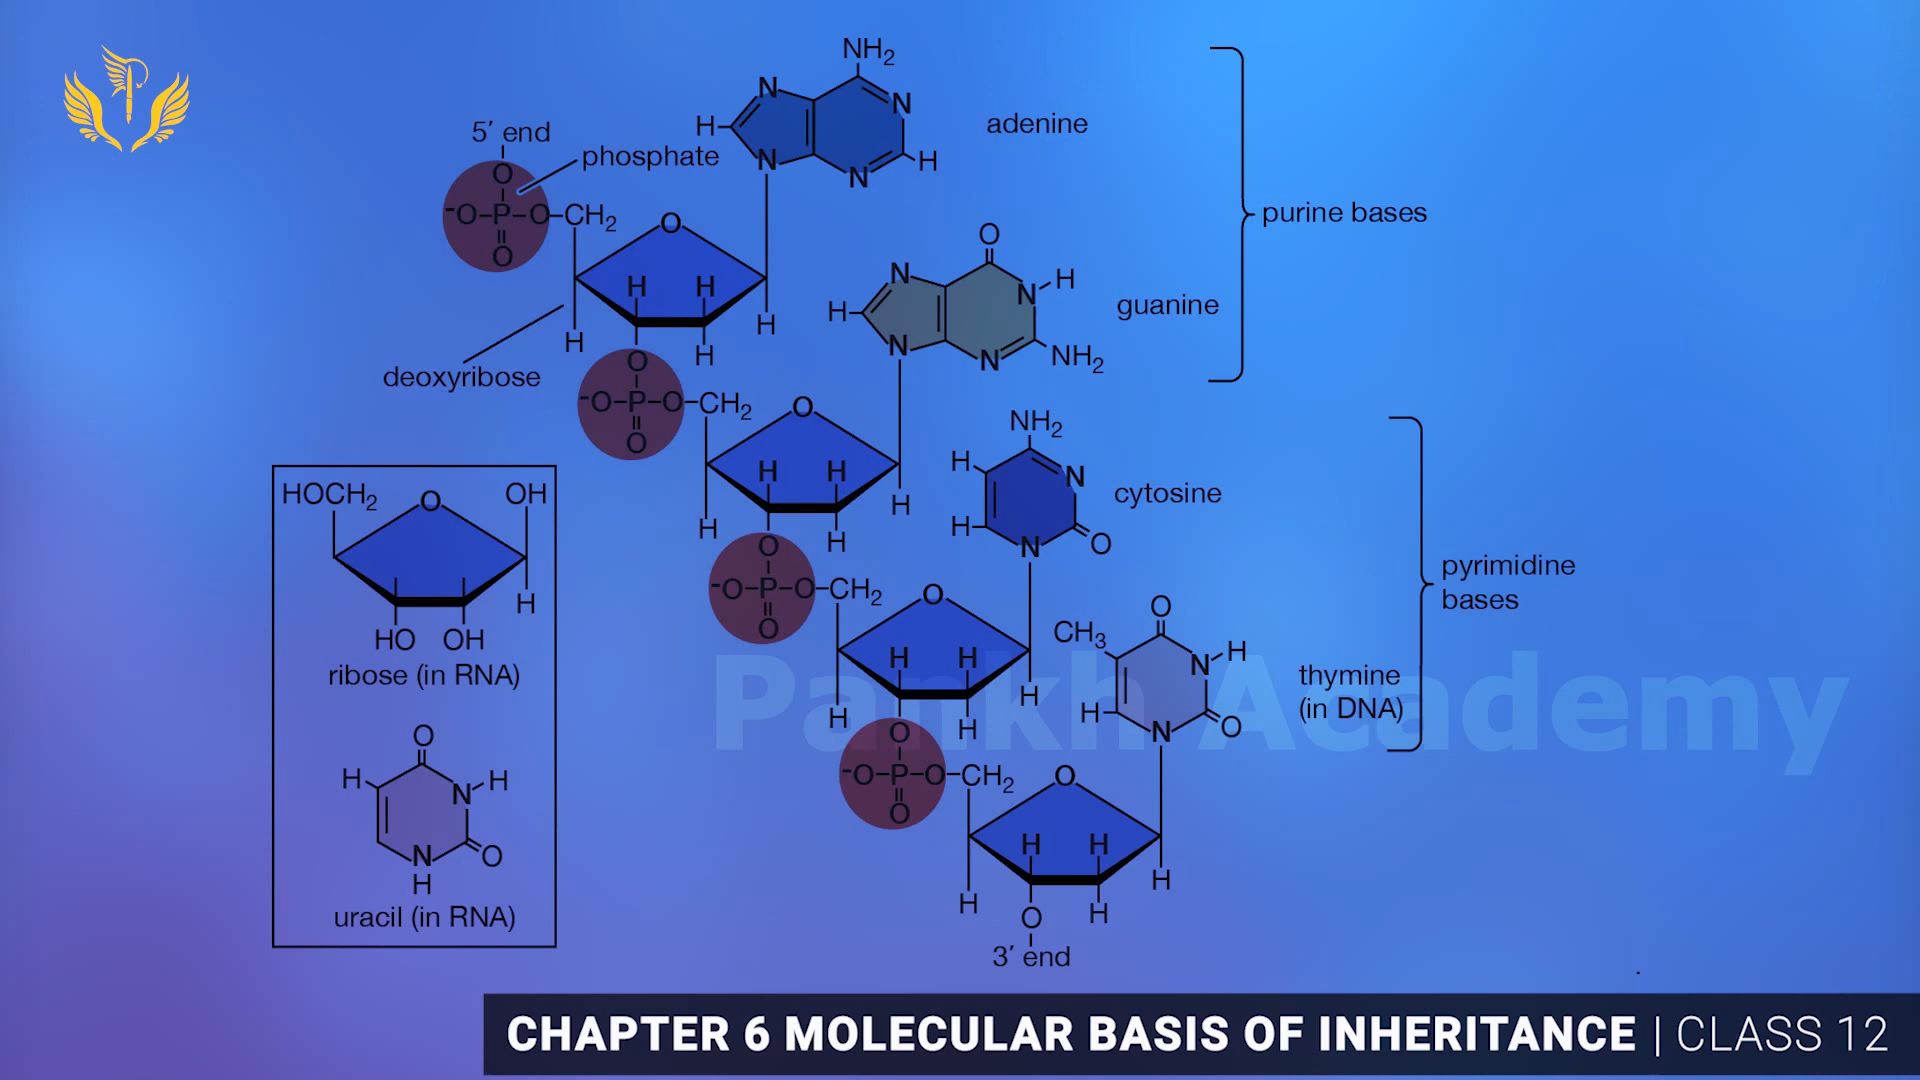 NH2
N
N
H
N
N
H
adenine
5′ end
phosphate
O
-O-P-O-CH2
O
O
H
H
H
H
H
deoxyribose
purine bases
O
N
N
H
H
N
N
NH2
guanine
O
-O-P-O-CH2
O
O
H
H
H
H
H
NH2
H
N
H
N
O
cytosine
pyrimidine
bases
O
-O-P-O-CH2
O
O
H
H
H
H
H
O
CH3
N
H
H
N
O
thymine
(in DNA)
O
-O-P-O-CH2
O
O
H
H
H
H
H
O
3′ end
HOCH2
O
OH
H
HO
OH
ribose (in RNA)
O
H
N
H
N
O
H
uracil (in RNA)
Pankh Academy
CHAPTER 6 MOLECULAR BASIS OF INHERITANCE | CLASS 12